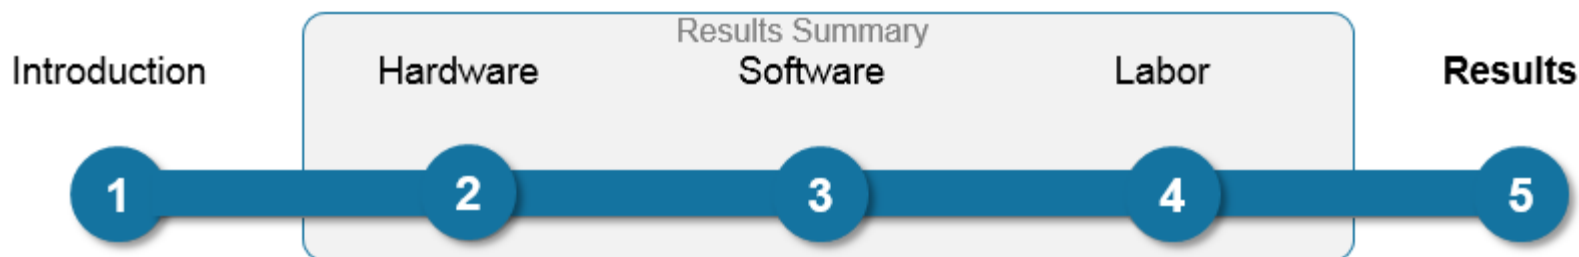 Results Summary
Introduction Hardware Software Labor Results
1 2 3 4 5